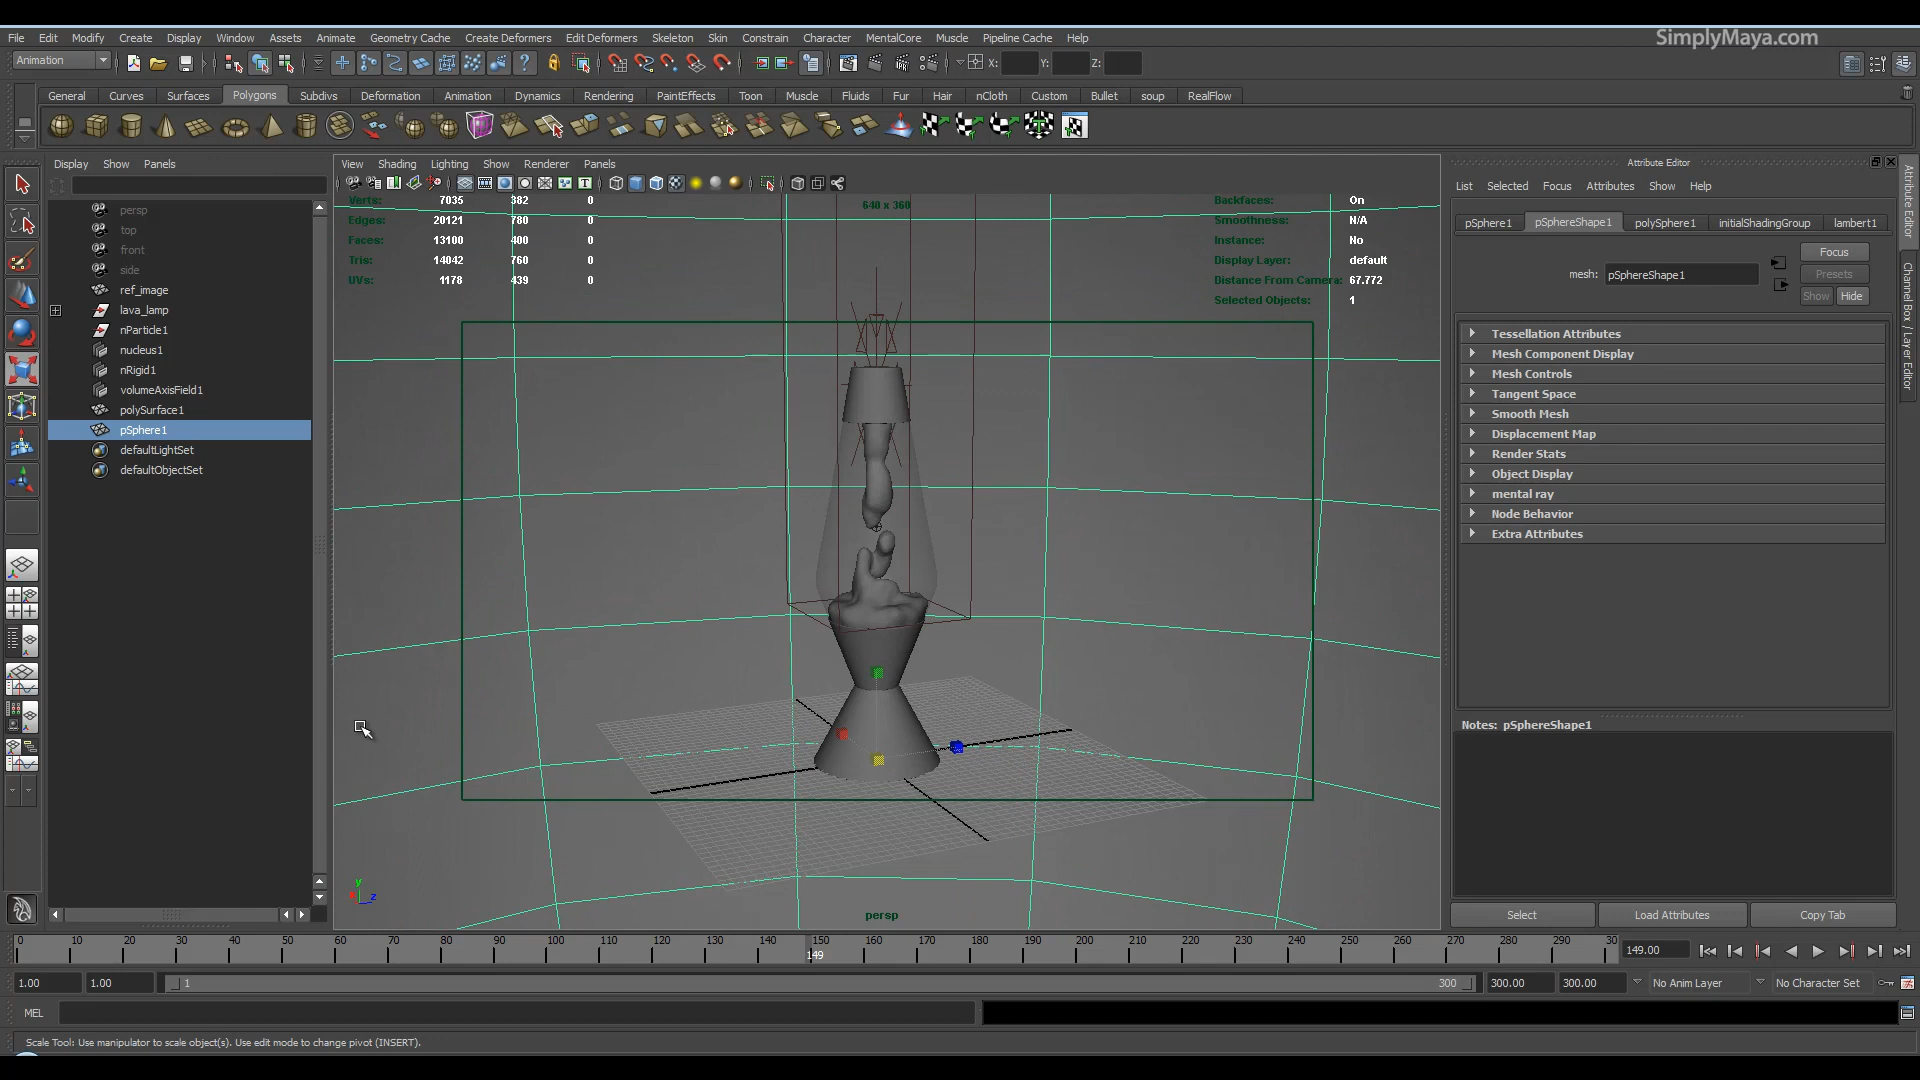 SimplyMaya.com
File Edit Modify Create Display Window Assets Animate Geometry Cache Create Deformers Edit Deformers Skeleton Skin Constrain Character MentalCore Muscle Pipeline Cache Help
Animation X: Y: Z:
General Curves Surfaces Polygons Subdivs Deformation Animation Dynamics Rendering PaintEffects Toon Muscle Fluids Fur Hair nCloth Custom Bullet soup RealFlow
Display Show Panels
View Shading Lighting Show Renderer Panels
Attribute Editor
List Selected Focus Attributes Show Help
pSphere1 pSphereShape1 polySphere1 initialShadingGroup lambert1
mesh: pSphereShape1
Focus
Presets
Show Hide
persp
top
front
side
ref_image
lava_lamp
nParticle1
nucleus1
nRigid1
volumeAxisField1
polySurface1
pSphere1
defaultLightSet
defaultObjectSet
Verts: 7035 382 0
Edges: 20121 780 0
Faces: 13100 400 0
Tris: 14042 760 0
UVs: 1178 439 0
640 x 360
Backfaces: On
Smoothness: N/A
Instance: No
Display Layer: default
Distance From Camera: 67.772
Selected Objects: 1
persp
y
z
Tessellation Attributes
Mesh Component Display
Mesh Controls
Tangent Space
Smooth Mesh
Displacement Map
Render Stats
Object Display
mental ray
Node Behavior
Extra Attributes
Notes: pSphereShape1
Select Load Attributes Copy Tab
Attribute Editor
Channel Box / Layer Editor
0 10 20 30 40 50 60 70 80 90 100 110 120 130 140 150 160 170 180 190 200 210 220 230 240 250 260 270 280 290 30
149
149.00
1.00 1.00 1 300 300.00 300.00 No Anim Layer No Character Set
MEL
Scale Tool: Use manipulator to scale object(s). Use edit mode to change pivot (INSERT).